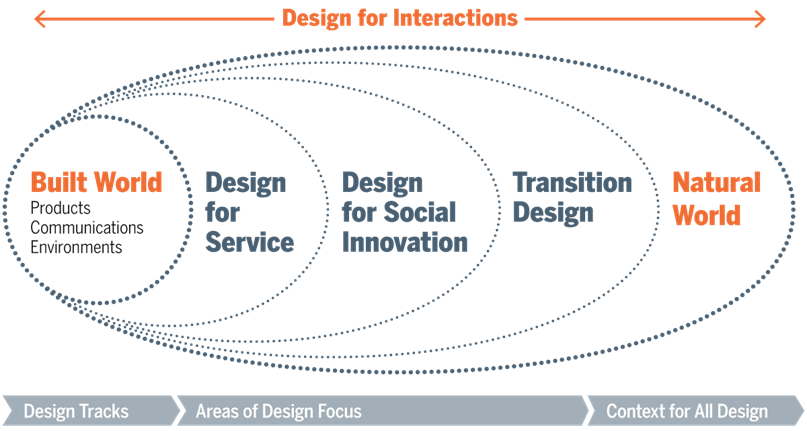 Design for Interactions
Built World
Products
Communications
Environments
Design
for
Service
Design
for Social
Innovation
Transition
Design
Natural
World
Design Tracks
Areas of Design Focus
Context for All Design